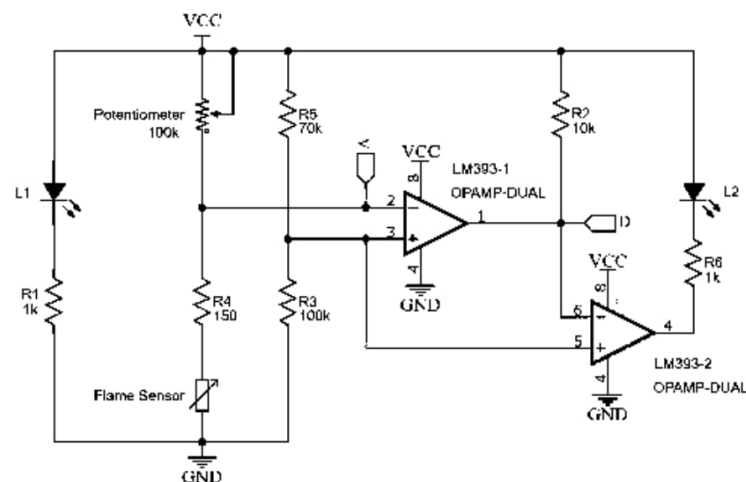 VCC
Potentiometer
100k
R5
70k
R2
10k
A
VCC
8
LM393-1
OPAMP-DUAL
L1
2
1
3
L2
D
4
GND
R1
1k
R4
150
R3
100k
VCC
8
R6
1k
6
5
4
LM393-2
OPAMP-DUAL
4
GND
Flame Sensor
GND